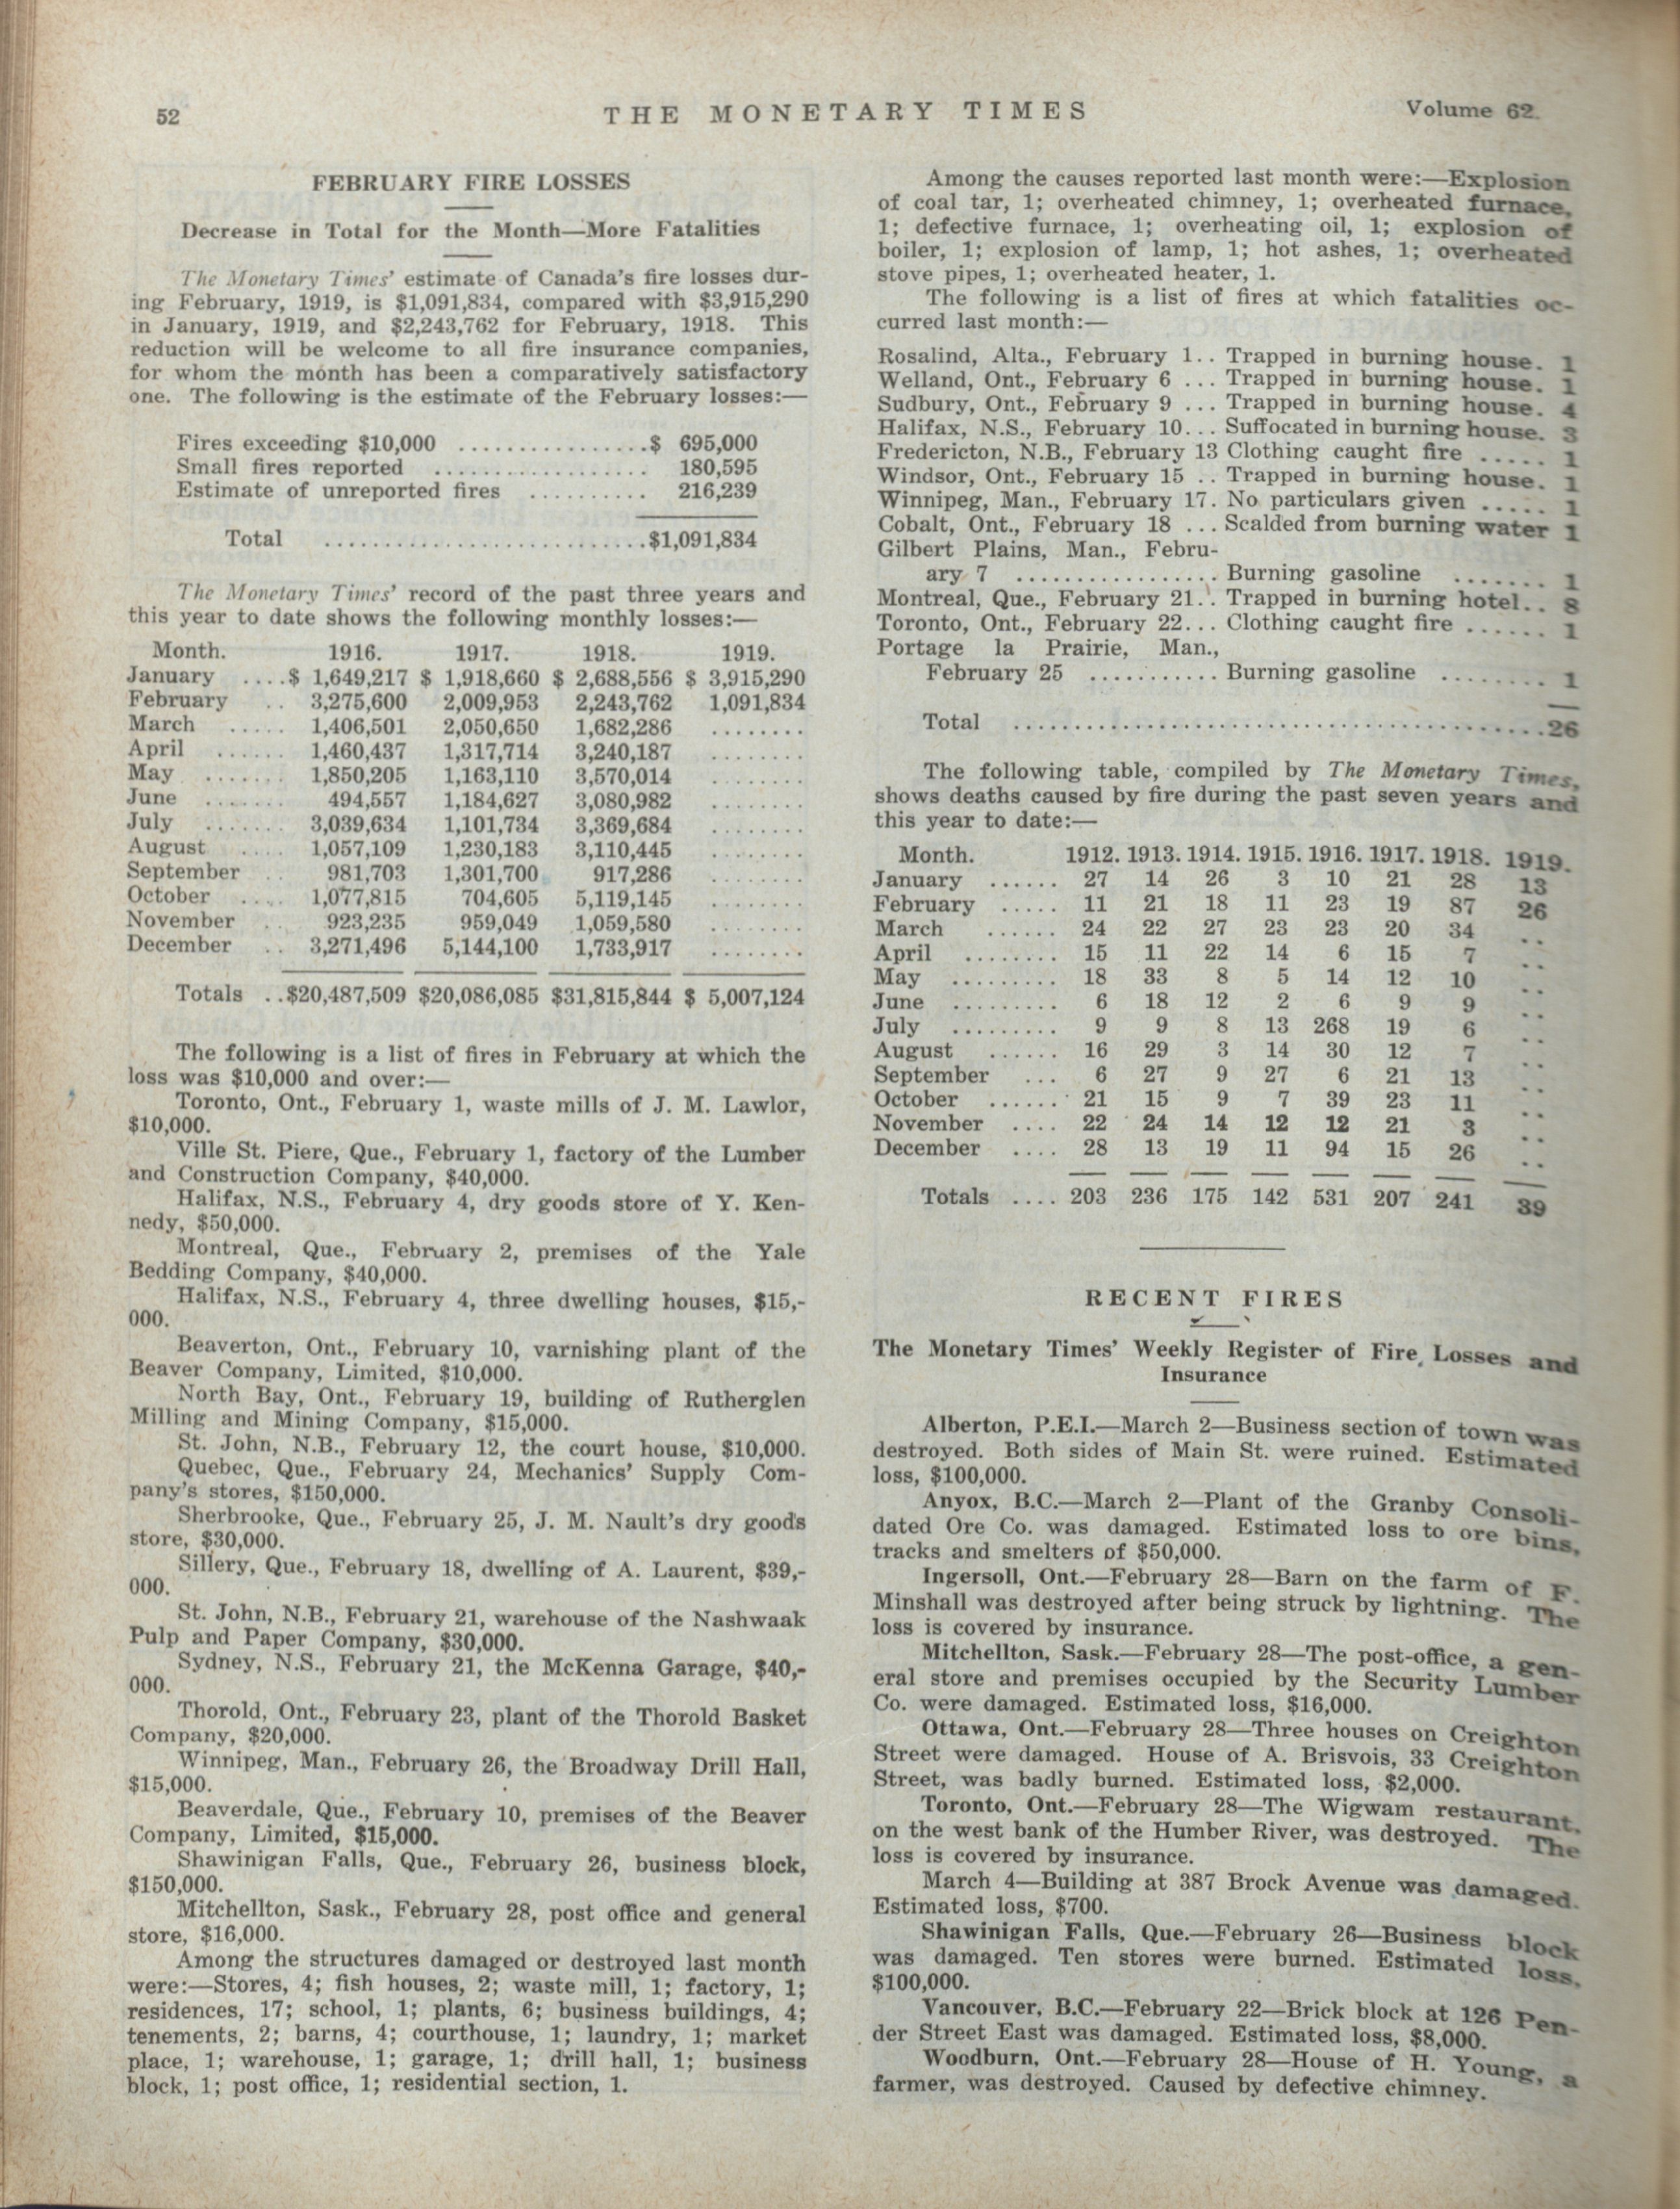 52
THE MONETARY TIMES
Volume 62.
FEBRUARY FIRE LOSSES
Decrease in Total for the Month—More Fatalities
The Monetary Times' estimate of Canada's fire losses dur-
ing February, 1919, is $1,091,834, compared with $3,915,290
in January, 1919, and $2,243,762 for February, 1918. This
reduction will be welcome to all fire insurance companies,
for whom the month has been a comparatively satisfactory
one. The following is the estimate of the February losses:—
Fires exceeding $10,000 ................$ 695,000
Small fires reported .................. 180,595
Estimate of unreported fires .......... 216,239
Total ...........................$1,091,834
The Monetary Times' record of the past three years and
this year to date shows the following monthly losses:—
Month. 1916. 1917. 1918. 1919.
January ....$ 1,649,217 $ 1,918,660 $ 2,688,556 $ 3,915,290
February .. 3,275,600 2,009,953 2,243,762 1,091,834
March ..... 1,406,501 2,050,650 1,682,286 ........
April ...... 1,460,437 1,317,714 3,240,187 ........
May ....... 1,850,205 1,163,110 3,570,014 ........
June ....... 494,557 1,184,627 3,080,982 ........
July ....... 3,039,634 1,101,734 3,369,684 ........
August .... 1,057,109 1,230,183 3,110,445 ........
September .. 981,703 1,301,700 917,286 ........
October .... 1,077,815 704,605 5,119,145 ........
November .. 923,235 959,049 1,059,580 ........
December .. 3,271,496 5,144,100 1,733,917 ........
Totals ..$20,487,509 $20,086,085 $31,815,844 $ 5,007,124
The following is a list of fires in February at which the
loss was $10,000 and over:—
Toronto, Ont., February 1, waste mills of J. M. Lawlor,
$10,000.
Ville St. Piere, Que., February 1, factory of the Lumber
and Construction Company, $40,000.
Halifax, N.S., February 4, dry goods store of Y. Ken-
nedy, $50,000.
Montreal, Que., February 2, premises of the Yale
Bedding Company, $40,000.
Halifax, N.S., February 4, three dwelling houses, $15,-
000.
Beaverton, Ont., February 10, varnishing plant of the
Beaver Company, Limited, $10,000.
North Bay, Ont., February 19, building of Rutherglen
Milling and Mining Company, $15,000.
St. John, N.B., February 12, the court house, $10,000.
Quebec, Que., February 24, Mechanics' Supply Com-
pany's stores, $150,000.
Sherbrooke, Que., February 25, J. M. Nault's dry goods
store, $30,000.
Sillery, Que., February 18, dwelling of A. Laurent, $39,-
000.
St. John, N.B., February 21, warehouse of the Nashwaak
Pulp and Paper Company, $30,000.
Sydney, N.S., February 21, the McKenna Garage, $40,-
000.
Thorold, Ont., February 23, plant of the Thorold Basket
Company, $20,000.
Winnipeg, Man., February 26, the Broadway Drill Hall,
$15,000.
Beaverdale, Que., February 10, premises of the Beaver
Company, Limited, $15,000.
Shawinigan Falls, Que., February 26, business block,
$150,000.
Mitchellton, Sask., February 28, post office and general
store, $16,000.
Among the structures damaged or destroyed last month
were:—Stores, 4; fish houses, 2; waste mill, 1; factory, 1;
residences, 17; school, 1; plants, 6; business buildings, 4;
tenements, 2; barns, 4; courthouse, 1; laundry, 1; market
place, 1; warehouse, 1; garage, 1; drill hall, 1; business
block, 1; post office, 1; residential section, 1.
Among the causes reported last month were:—Explosion
of coal tar, 1; overheated chimney, 1; overheated furnace,
1; defective furnace, 1; overheating oil, 1; explosion of
boiler, 1; explosion of lamp, 1; hot ashes, 1; overheated
stove pipes, 1; overheated heater, 1.
The following is a list of fires at which fatalities oc-
curred last month:—
Rosalind, Alta., February 1.. Trapped in burning house. 1
Welland, Ont., February 6 ... Trapped in burning house. 1
Sudbury, Ont., February 9 ... Trapped in burning house. 4
Halifax, N.S., February 10... Suffocated in burning house. 3
Fredericton, N.B., February 13 Clothing caught fire ..... 1
Windsor, Ont., February 15 .. Trapped in burning house. 1
Winnipeg, Man., February 17. No particulars given ..... 1
Cobalt, Ont., February 18 ... Scalded from burning water 1
Gilbert Plains, Man., Febru-
ary 7 ................. Burning gasoline ....... 1
Montreal, Que., February 21.. Trapped in burning hotel.. 8
Toronto, Ont., February 22... Clothing caught fire ...... 1
Portage la Prairie, Man.,
February 25 ........... Burning gasoline ........ 1
Total ............................................26
The following table, compiled by The Monetary Times,
shows deaths caused by fire during the past seven years and
this year to date:—
Month. 1912. 1913. 1914. 1915. 1916. 1917. 1918. 1919.
January ...... 27 14 26 3 10 21 28 13
February ..... 11 21 18 11 23 19 87 26
March ...... 24 22 27 23 23 20 34 ..
April ........ 15 11 22 14 6 15 7 ..
May ......... 18 33 8 5 14 12 10 ..
June ......... 6 18 12 2 6 9 9 ..
July ......... 9 9 8 13 268 19 6 ..
August ...... 16 29 3 14 30 12 7 ..
September ... 6 27 9 27 6 21 13 ..
October ...... 21 15 9 7 39 23 11 ..
November .... 22 24 14 12 12 21 3 ..
December .... 28 13 19 11 94 15 26 ..
Totals .... 203 236 175 142 531 207 241 39
RECENT FIRES
The Monetary Times' Weekly Register of Fire Losses and
Insurance
Alberton, P.E.I.—March 2—Business section of town was
destroyed. Both sides of Main St. were ruined. Estimated
loss, $100,000.
Anyox, B.C.—March 2—Plant of the Granby Consoli-
dated Ore Co. was damaged. Estimated loss to ore bins,
tracks and smelters of $50,000.
Ingersoll, Ont.—February 28—Barn on the farm of F.
Minshall was destroyed after being struck by lightning. The
loss is covered by insurance.
Mitchellton, Sask.—February 28—The post-office, a gen-
eral store and premises occupied by the Security Lumber
Co. were damaged. Estimated loss, $16,000.
Ottawa, Ont.—February 28—Three houses on Creighton
Street were damaged. House of A. Brisvois, 33 Creighton
Street, was badly burned. Estimated loss, $2,000.
Toronto, Ont.—February 28—The Wigwam restaurant,
on the west bank of the Humber River, was destroyed. The
loss is covered by insurance.
March 4—Building at 387 Brock Avenue was damaged.
Estimated loss, $700.
Shawinigan Falls, Que.—February 26—Business block
was damaged. Ten stores were burned. Estimated loss,
$100,000.
Vancouver, B.C.—February 22—Brick block at 126 Pen-
der Street East was damaged. Estimated loss, $8,000.
Woodburn, Ont.—February 28—House of H. Young, a
farmer, was destroyed. Caused by defective chimney.